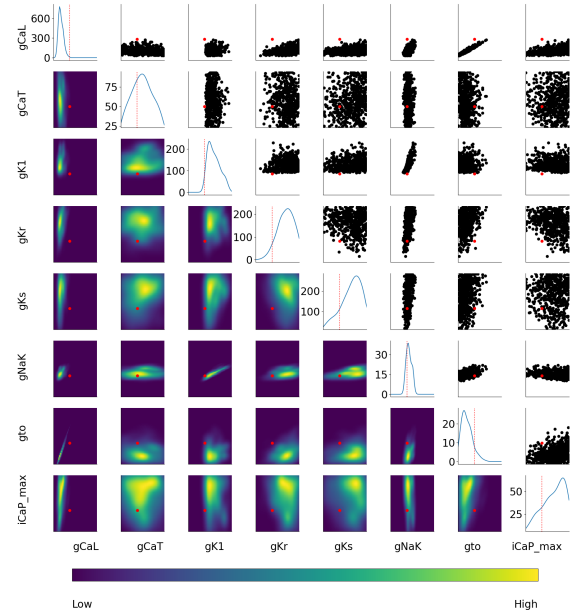 gCaL
600
300
0
gCaT
75
50
25
gK1
200
100
0
gKr
200
100
0
gKs
200
100
gNaK
30
15
0
gto
20
10
0
iCaP_max
50
25
gCaL gCaT gK1 gKr gKs gNaK gto iCaP_max
Low High